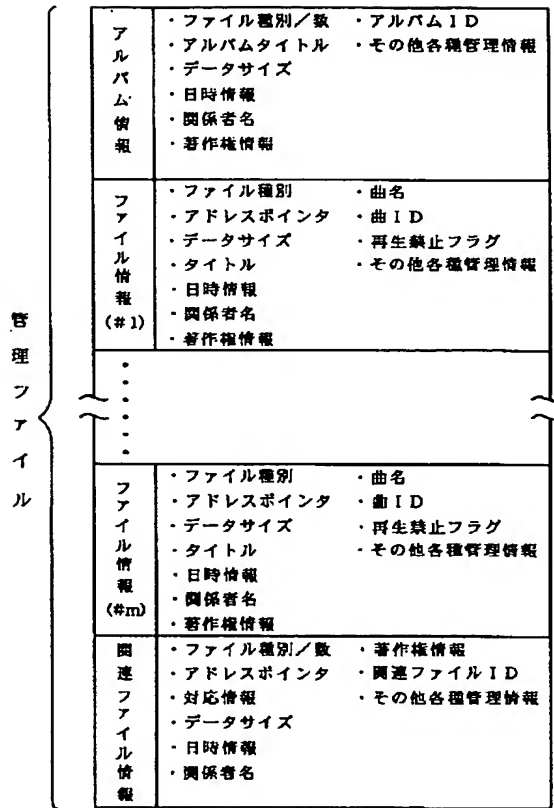 管理ファイル
アルバム情報
・ファイル種別／数 ・アルバムＩＤ
・アルバムタイトル ・その他各種管理情報
・データサイズ
・日時情報
・関係者名
・著作権情報
ファイル情報
(#1)
・ファイル種別 ・曲名
・アドレスポインタ ・曲ＩＤ
・データサイズ ・再生禁止フラグ
・タイトル ・その他各種管理情報
・日時情報
・関係者名
・著作権情報
ファイル情報
(#m)
・ファイル種別 ・曲名
・アドレスポインタ ・曲ＩＤ
・データサイズ ・再生禁止フラグ
・タイトル ・その他各種管理情報
・日時情報
・関係者名
・著作権情報
関連ファイル情報
・ファイル種別／数 ・著作権情報
・アドレスポインタ ・関連ファイルＩＤ
・対応情報 ・その他各種管理情報
・データサイズ
・日時情報
・関係者名